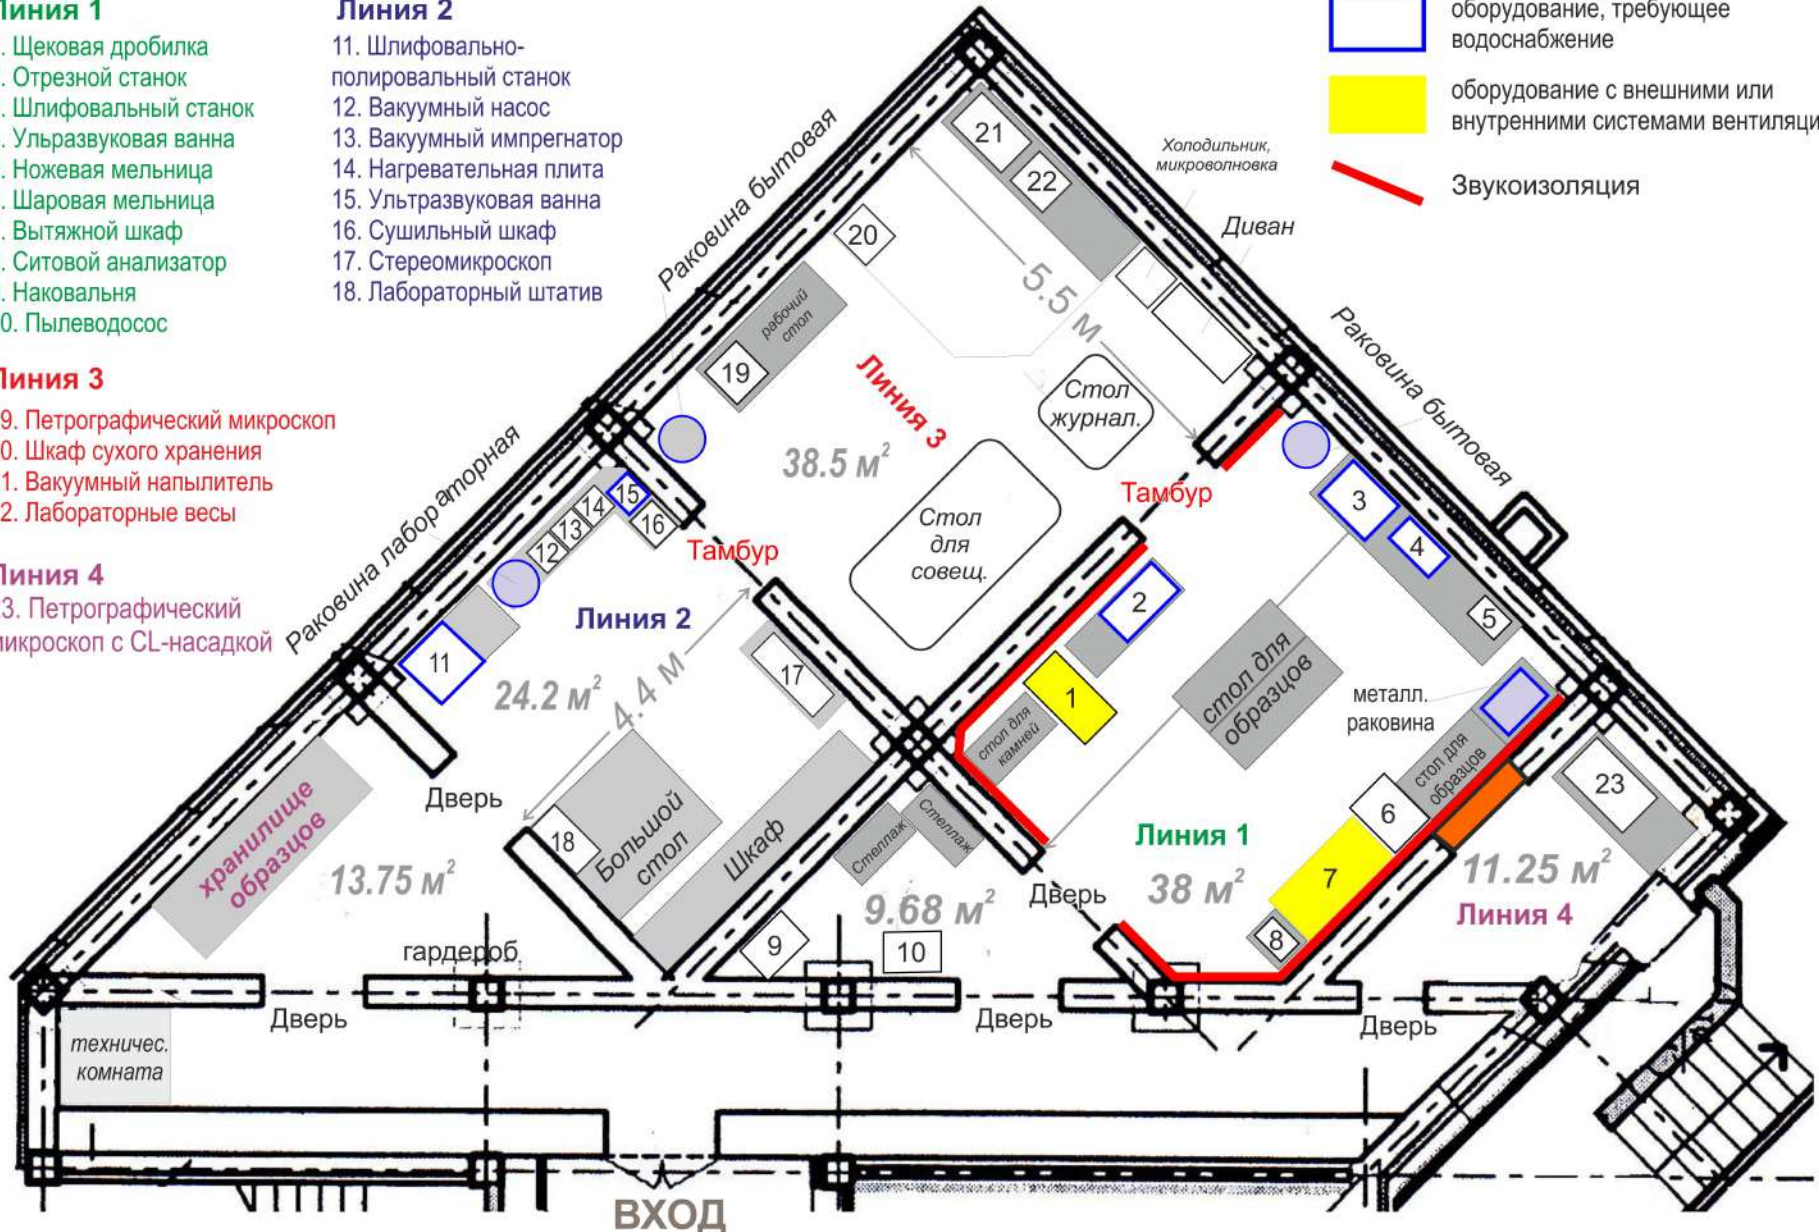 Линия 1
. Щековая дробилка
. Отрезной станок
. Шлифовальный станок
. Ульразвуковая ванна
. Ножевая мельница
. Шаровая мельница
. Вытяжной шкаф
. Ситовой анализатор
. Наковальня
0. Пылеводосос
Линия 3
9. Петрографический микроскоп
0. Шкаф сухого хранения
1. Вакуумный напылитель
2. Лабораторные весы
Линия 4
3. Петрографический
микроскоп с CL-насадкой
Линия 2
11. Шлифовально-
полировальный станок
12. Вакуумный насос
13. Вакуумный импрегнатор
14. Нагревательная плита
15. Ультразвуковая ванна
16. Сушильный шкаф
17. Стереомикроскоп
18. Лабораторный штатив
оборудование, требующее
водоснабжение
оборудование с внешними или
внутренними системами вентиляци
Звукоизоляция
Раковина бытовая
21
22
20
Холодильник,
микроволновка
Диван
5.5 м
рабочий
стол
19
Линия 3
38.5 м²
Стол
журнал.
Стол
для
совещ.
Тамбур
Раковина бытовая
Раковина лабораторная
15
14
13
12
16
Тамбур
11
Линия 2
24.2 м²
4.4 м
17
Дверь
18
Большой
стол
Шкаф
хранилище
образцов
13.75 м²
гардероб
3
4
5
2
1
стол для
камней
стол для
образцов
металл.
раковина
стол для
образцов
6
7
8
Линия 1
38 м²
Дверь
Стеллаж
Стеллаж
9.68 м²
9
10
23
11.25 м²
Линия 4
Дверь
Дверь
Дверь
техничес.
комната
ВХОД